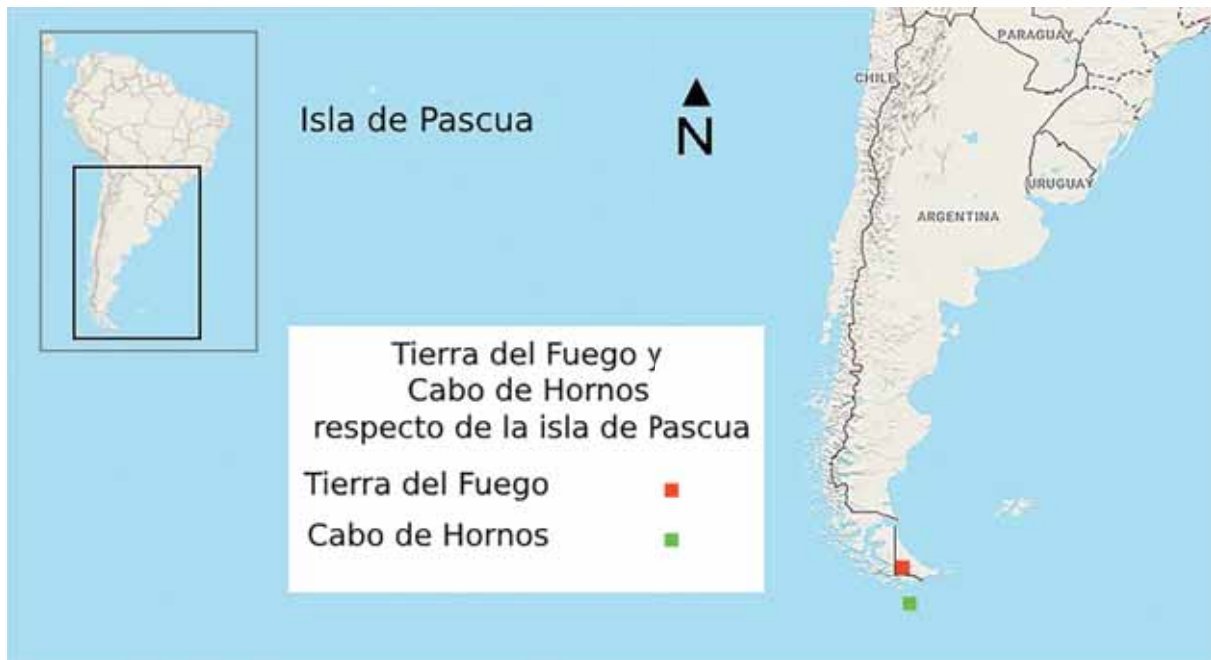 Isla de Pascua
N
PARAGUAY
CHILE
URUGUAY
ARGENTINA
Tierra del Fuego y
Cabo de Hornos
respecto de la isla de Pascua
Tierra del Fuego
Cabo de Hornos